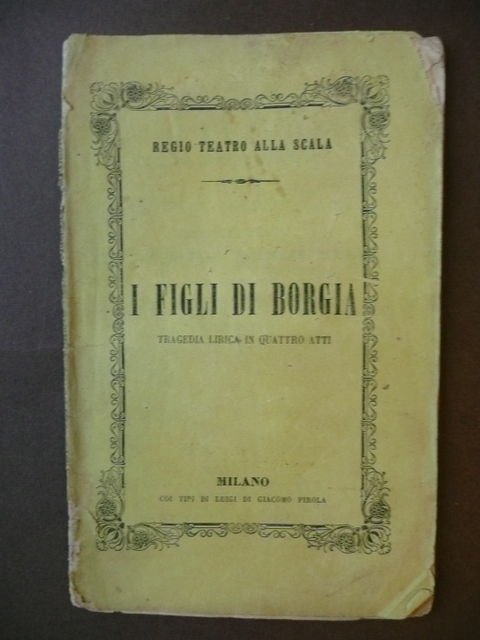 REGIO TEATRO ALLA SCALA
I FIGLI DI BORGIA
TRAGEDIA LIRICA IN QUATTRO ATTI
MILANO
COI TIPI DI LUIGI DI GIACOMO PIROLA